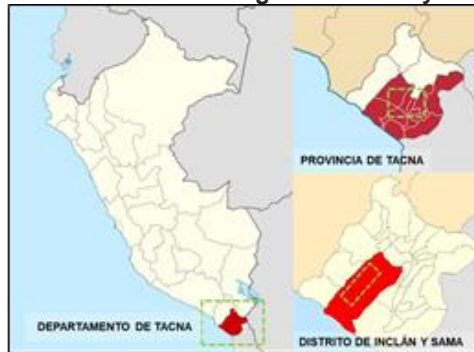 PROVINCIA DE TACNA
DEPARTAMENTO DE TACNA
DISTRITO DE INCLÁN Y SAMA